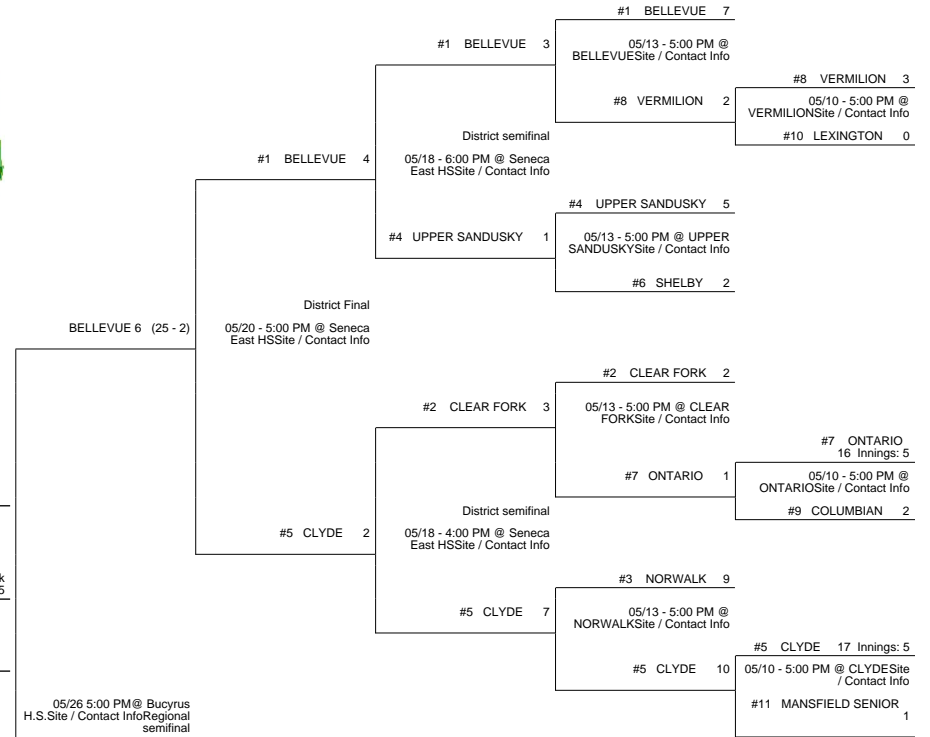 #1 BELLEVUE 7
#1 BELLEVUE 3
05/13 - 5:00 PM @
BELLEVUESite / Contact Info
#8 VERMILION 3
#8 VERMILION 2
05/10 - 5:00 PM @
VERMILIONSite / Contact Info
#10 LEXINGTON 0
District semifinal
#1 BELLEVUE 4
05/18 - 6:00 PM @ Seneca
East HSSite / Contact Info
#4 UPPER SANDUSKY 5
#4 UPPER SANDUSKY 1
05/13 - 5:00 PM @ UPPER
SANDUSKYSite / Contact Info
#6 SHELBY 2
District Final
BELLEVUE 6 (25 - 2)
05/20 - 5:00 PM @ Seneca
East HSSite / Contact Info
#2 CLEAR FORK 2
#2 CLEAR FORK 3
05/13 - 5:00 PM @ CLEAR
FORKSite / Contact Info
#7 ONTARIO
16 Innings: 5
#7 ONTARIO 1
05/10 - 5:00 PM @
ONTARIOSite / Contact Info
#9 COLUMBIAN 2
District semifinal
#5 CLYDE 2
05/18 - 4:00 PM @ Seneca
East HSSite / Contact Info
k
5
#3 NORWALK 9
#5 CLYDE 7
05/13 - 5:00 PM @
NORWALKSite / Contact Info
#5 CLYDE 17 Innings: 5
#5 CLYDE 10
05/10 - 5:00 PM @ CLYDESite
/ Contact Info
#11 MANSFIELD SENIOR
1
05/26 5:00 PM@ Bucyrus
H.S.Site / Contact InfoRegional
semifinal